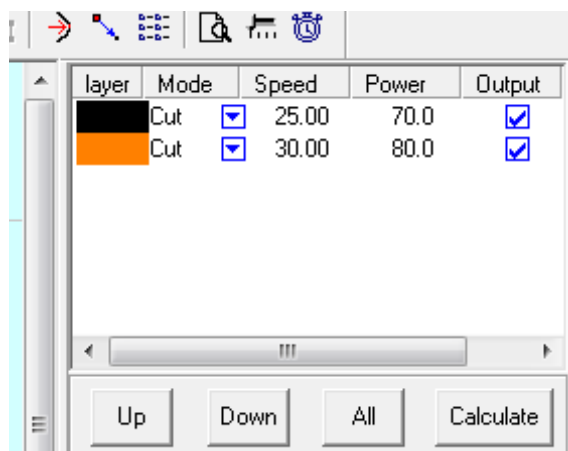 layer Mode Speed Power Output
Cut 25.00 70.0
Cut 30.00 80.0
Up Down All Calculate